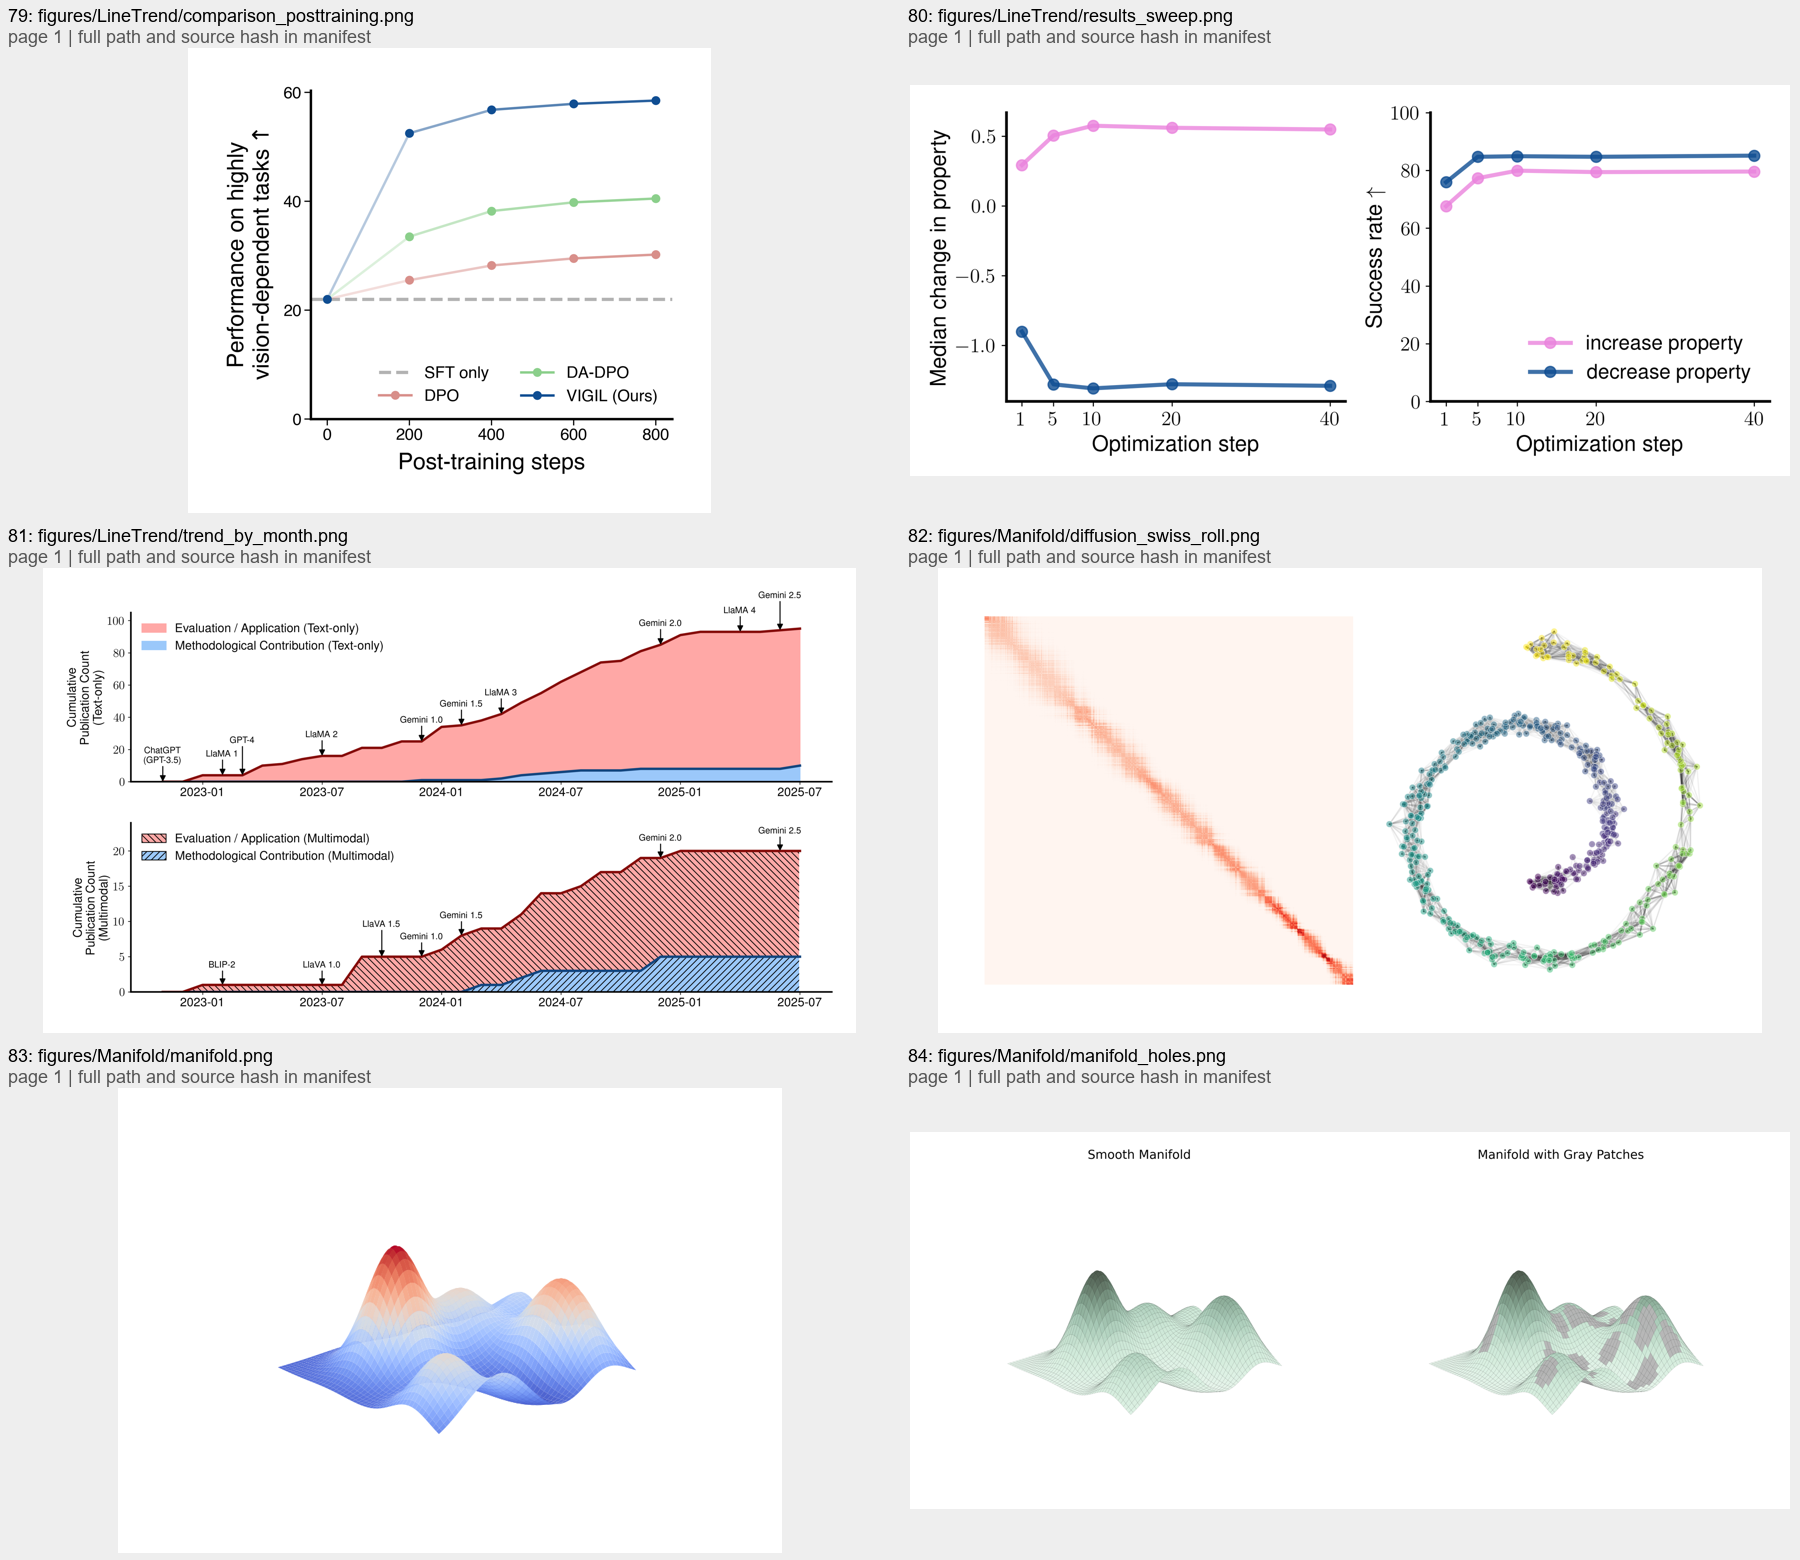 79: figures/LineTrend/comparison_posttraining.png
page 1 | full path and source hash in manifest
60
40
20
0
Performance on highly
vision-dependent tasks ↑
SFT only
DPO
DA-DPO
VIGIL (Ours)
0 200 400 600 800
Post-training steps
80: figures/LineTrend/results_sweep.png
page 1 | full path and source hash in manifest
Median change in property
0.5
0.0
−0.5
−1.0
1 5 10 20 40
Optimization step
Success rate ↑
100
80
60
40
20
0
increase property
decrease property
1 5 10 20 40
Optimization step
81: figures/LineTrend/trend_by_month.png
page 1 | full path and source hash in manifest
Cumulative
Publication Count
(Text-only)
100
80
60
40
20
0
Evaluation / Application (Text-only)
Methodological Contribution (Text-only)
ChatGPT
(GPT-3.5)
LlaMA 1
GPT-4
LlaMA 2
Gemini 1.0
Gemini 1.5
LlaMA 3
Gemini 2.0
LlaMA 4
Gemini 2.5
2023-01 2023-07 2024-01 2024-07 2025-01 2025-07
Cumulative
Publication Count
(Multimodal)
20
15
10
5
0
Evaluation / Application (Multimodal)
Methodological Contribution (Multimodal)
BLIP-2
LlaVA 1.0
LlaVA 1.5
Gemini 1.0
Gemini 1.5
Gemini 2.0
Gemini 2.5
2023-01 2023-07 2024-01 2024-07 2025-01 2025-07
82: figures/Manifold/diffusion_swiss_roll.png
page 1 | full path and source hash in manifest
83: figures/Manifold/manifold.png
page 1 | full path and source hash in manifest
84: figures/Manifold/manifold_holes.png
page 1 | full path and source hash in manifest
Smooth Manifold
Manifold with Gray Patches